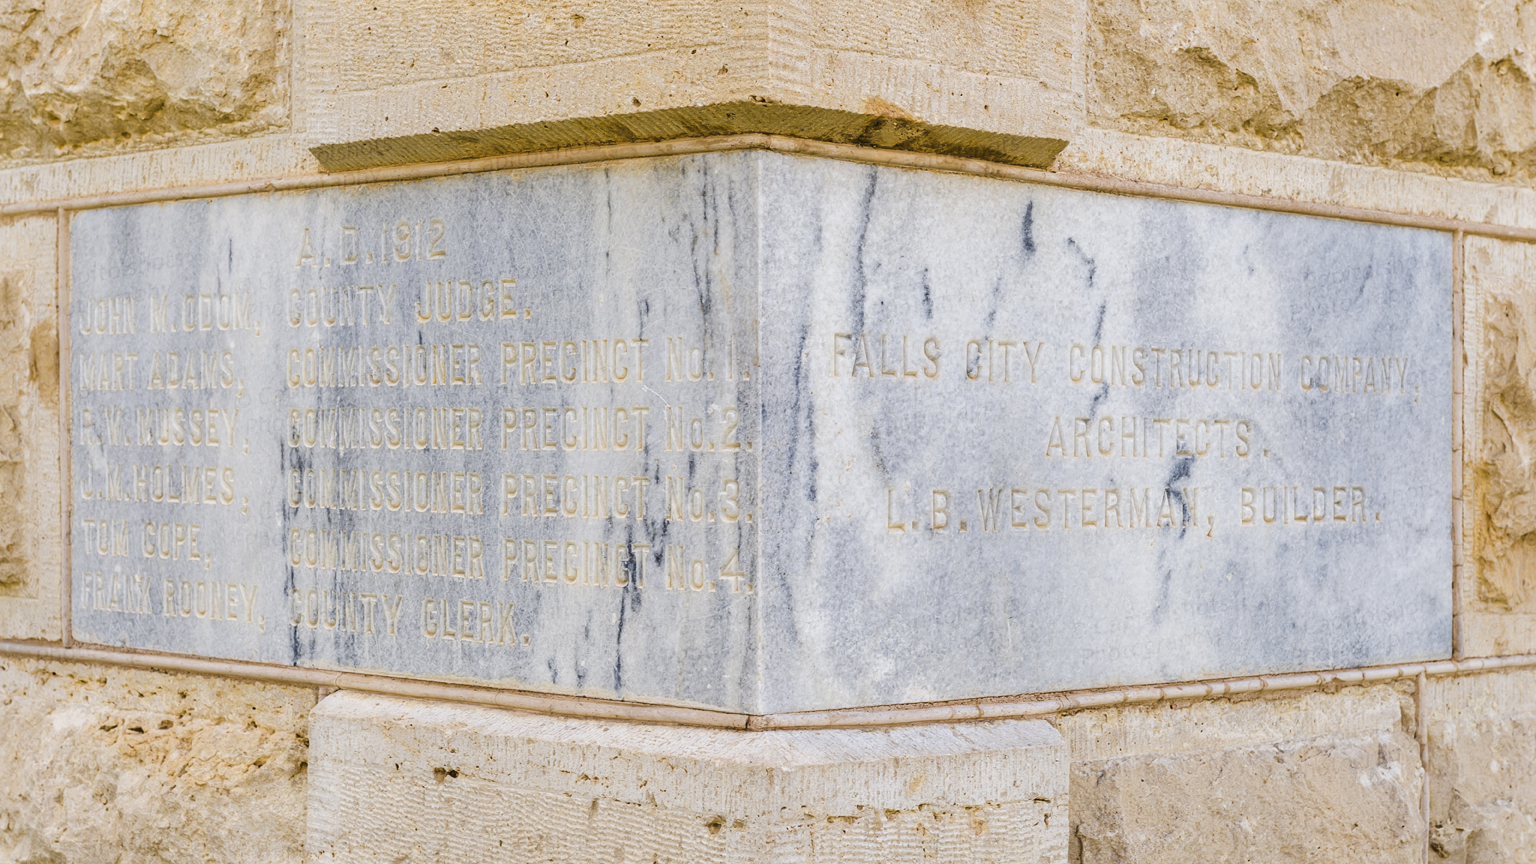 A.D.1912
JOHN M.ODOM, COUNTY JUDGE.
MART ADAMS, COMMISSIONER PRECINCT No.1.
R.W.MUSSEY, COMMISSIONER PRECINCT No.2.
J.M.HOLMES, COMMISSIONER PRECINCT No.3.
TOM COPE, COMMISSIONER PRECINCT No.4.
FRANK ROONEY, COUNTY CLERK.
FALLS CITY CONSTRUCTION COMPANY,
ARCHITECTS.
L.B.WESTERMAN, BUILDER.